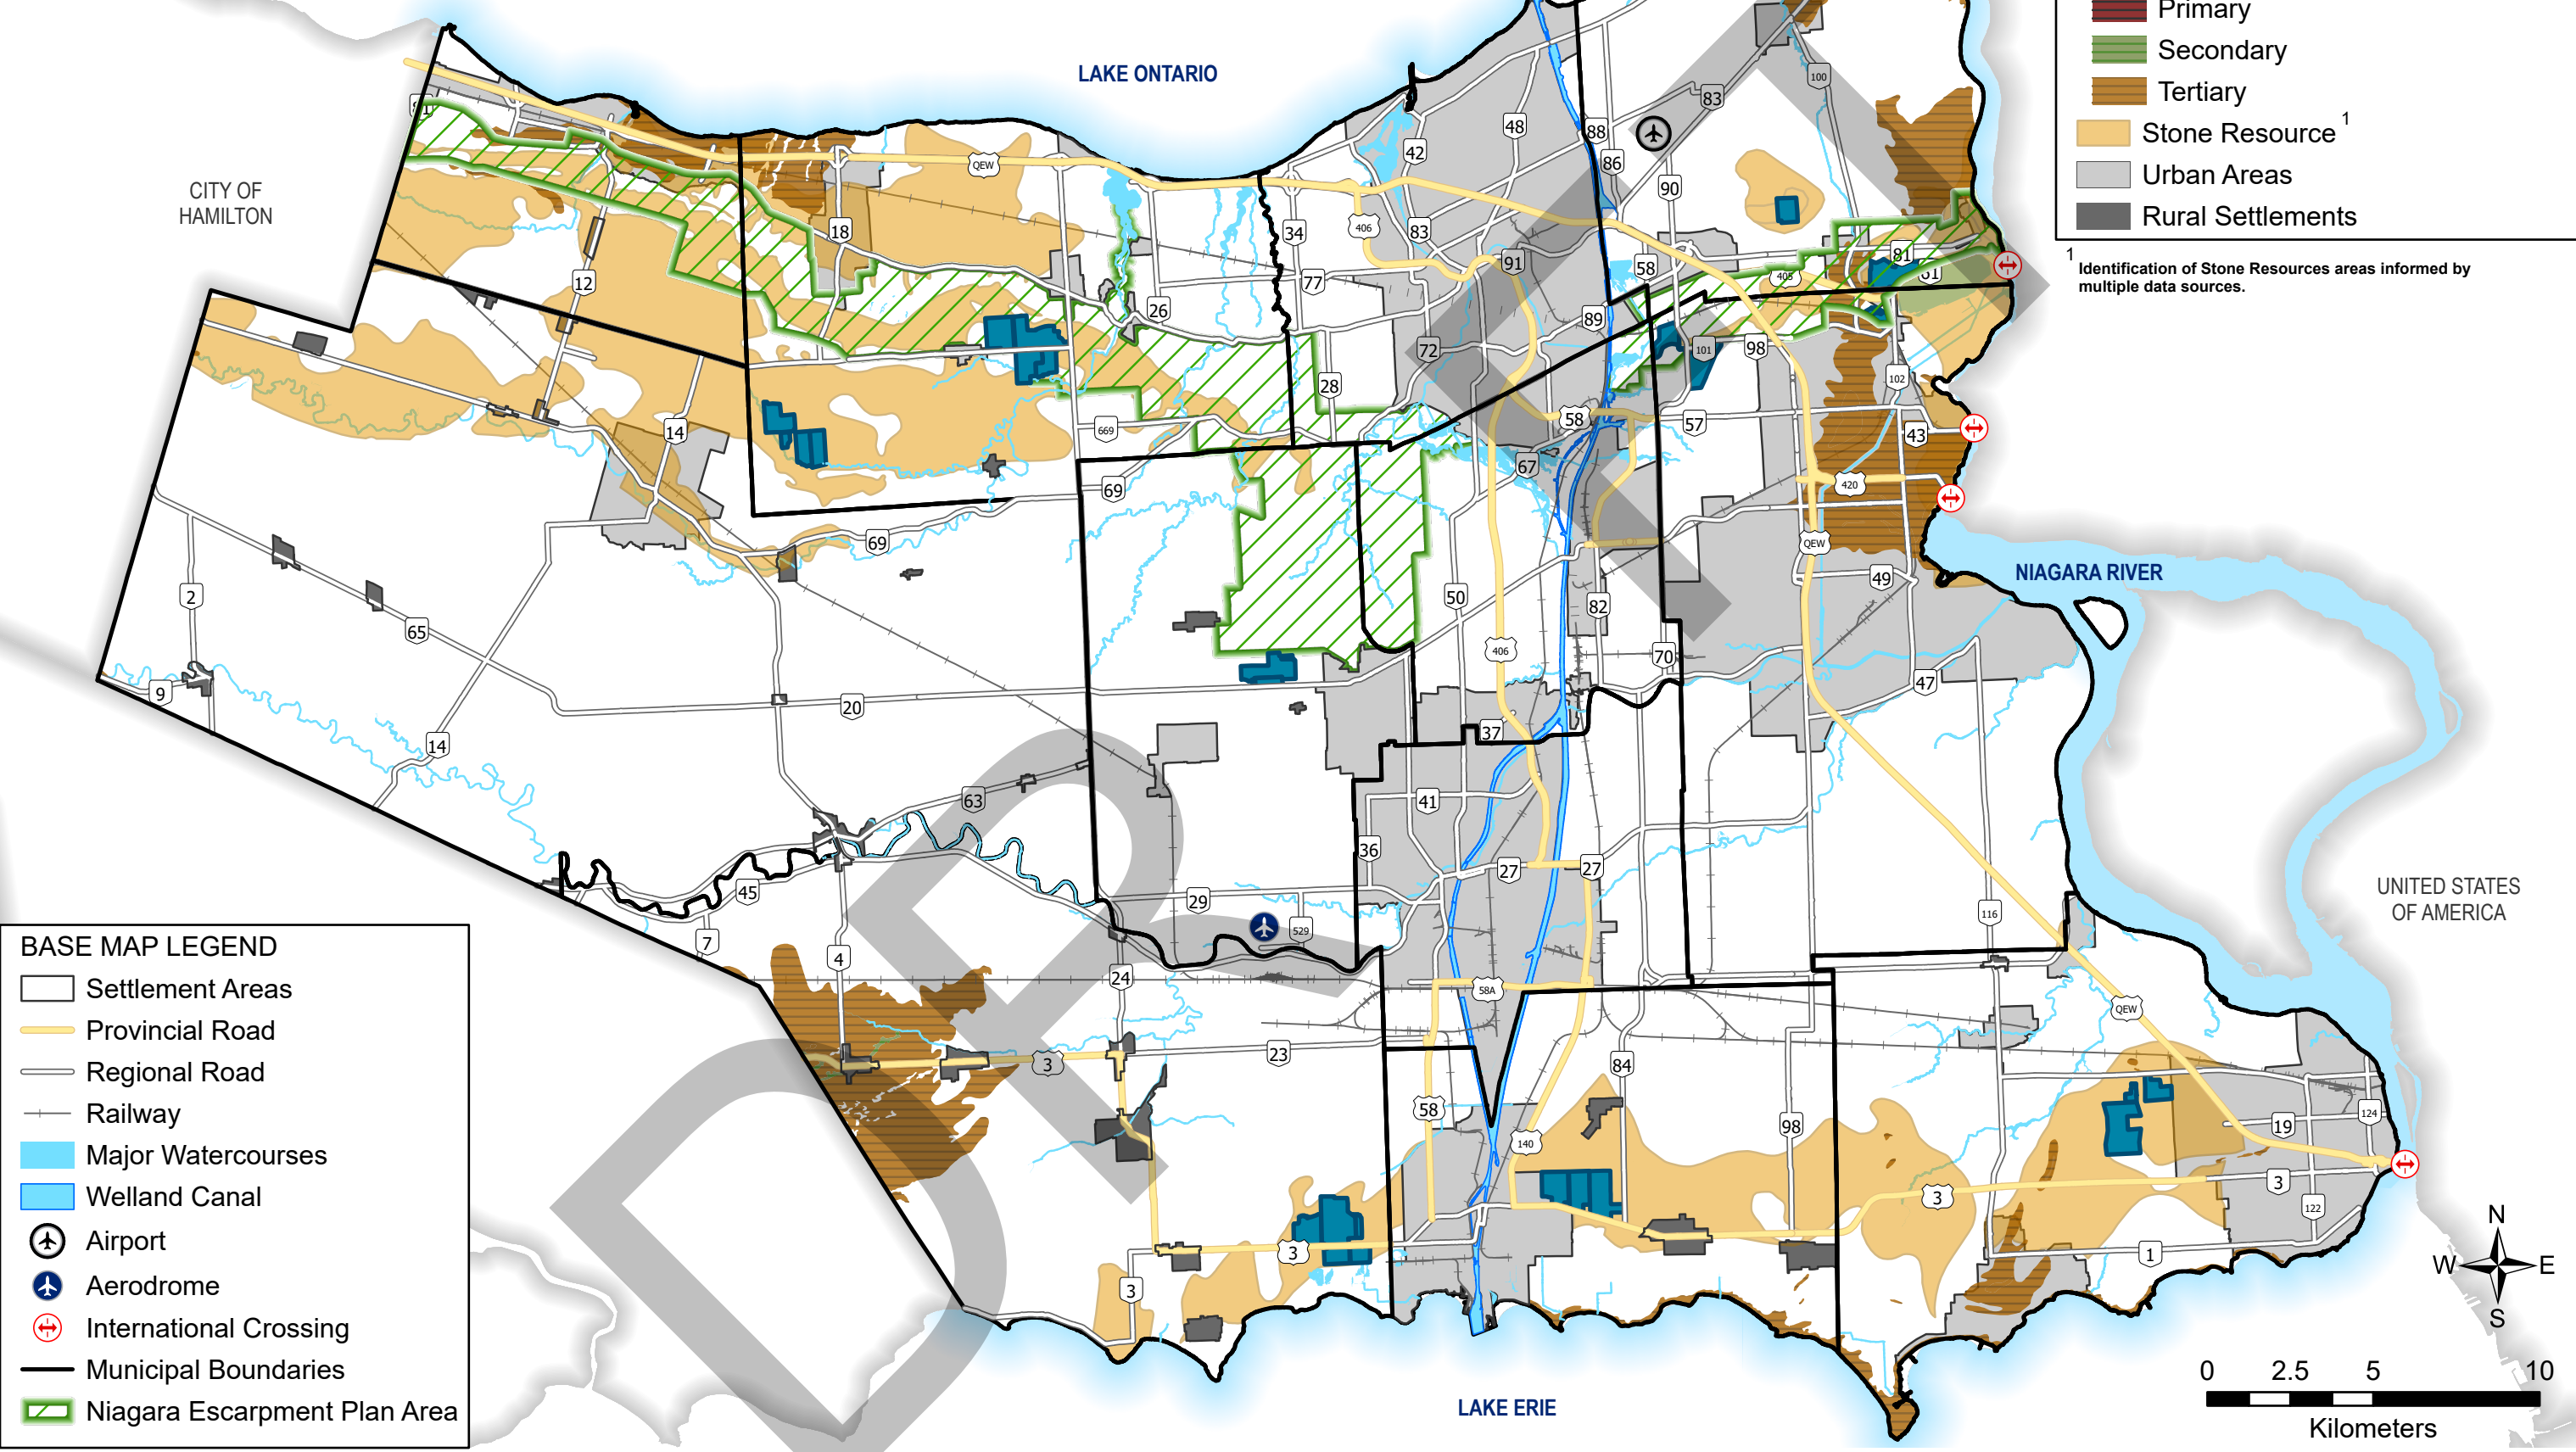 Primary
Secondary
Tertiary
Stone Resource 1
Urban Areas
Rural Settlements
1 Identification of Stone Resources areas informed by
multiple data sources.
LAKE ONTARIO
CITY OF
HAMILTON
NIAGARA RIVER
UNITED STATES
OF AMERICA
LAKE ERIE
81
QEW
18
12
14
34
406
42
48
83
88
86
90
83
100
91
58
77
26
28
72
89
405
81
61
101
98
102
57
58
43
67
669
69
69
420
QEW
49
50
82
406
70
47
2
65
9
20
14
37
63
41
36
27
27
45
29
529
7
4
24
116
58A
QEW
3
23
84
58
140
98
19
124
3
3
122
3
3
1
DR
BASE MAP LEGEND
Settlement Areas
Provincial Road
Regional Road
Railway
Major Watercourses
Welland Canal
Airport
Aerodrome
International Crossing
Municipal Boundaries
Niagara Escarpment Plan Area
N
W E
S
0 2.5 5 10
Kilometers